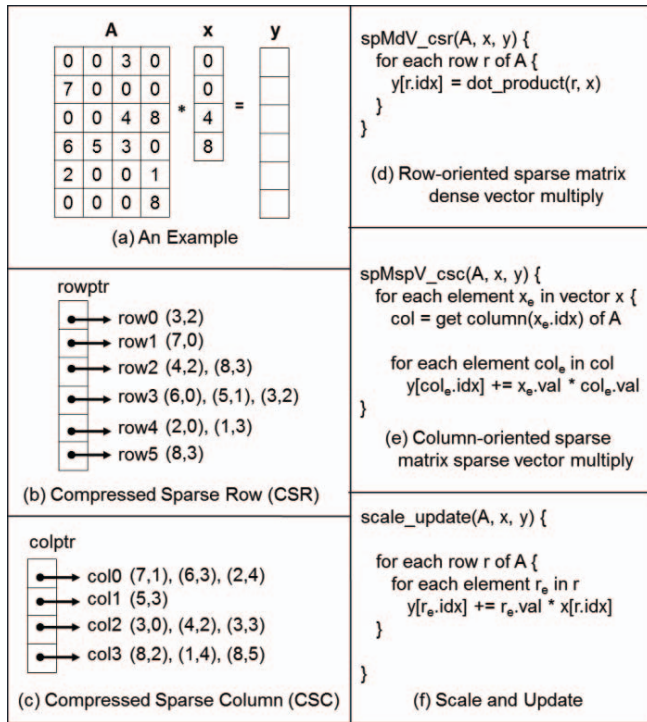 A x y
0 0 3 0 0
7 0 0 0 0
0 0 4 8 * 4 =
6 5 3 0 8
2 0 0 1
0 0 0 8
(a) An Example
rowptr
row0 (3,2)
row1 (7,0)
row2 (4,2), (8,3)
row3 (6,0), (5,1), (3,2)
row4 (2,0), (1,3)
row5 (8,3)
(b) Compressed Sparse Row (CSR)
colptr
col0 (7,1), (6,3), (2,4)
col1 (5,3)
col2 (3,0), (4,2), (3,3)
col3 (8,2), (1,4), (8,5)
(c) Compressed Sparse Column (CSC)
spMdV_csr(A, x, y) {
for each row r of A {
y[r.idx] = dot_product(r, x)
}
}
(d) Row-oriented sparse matrix
dense vector multiply
spMspV_csc(A, x, y) {
for each element xe in vector x {
col = get column(xe.idx) of A
for each element cole in col
y[cole.idx] += xe.val * cole.val
}
(e) Column-oriented sparse
matrix sparse vector multiply
scale_update(A, x, y) {
for each row r of A {
for each element re in r
y[re.idx] += re.val * x[r.idx]
}
}
(f) Scale and Update